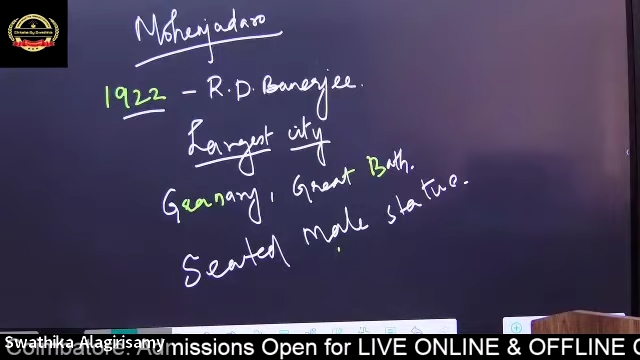 Mohenjadaro
1922 - R.D. Banerjee.
Largest city
Granary, Great Bath.
Seated Male statue.
Swathika Alagirisamy
Coimbatore. Admissions Open for LIVE ONLINE & OFFLINE